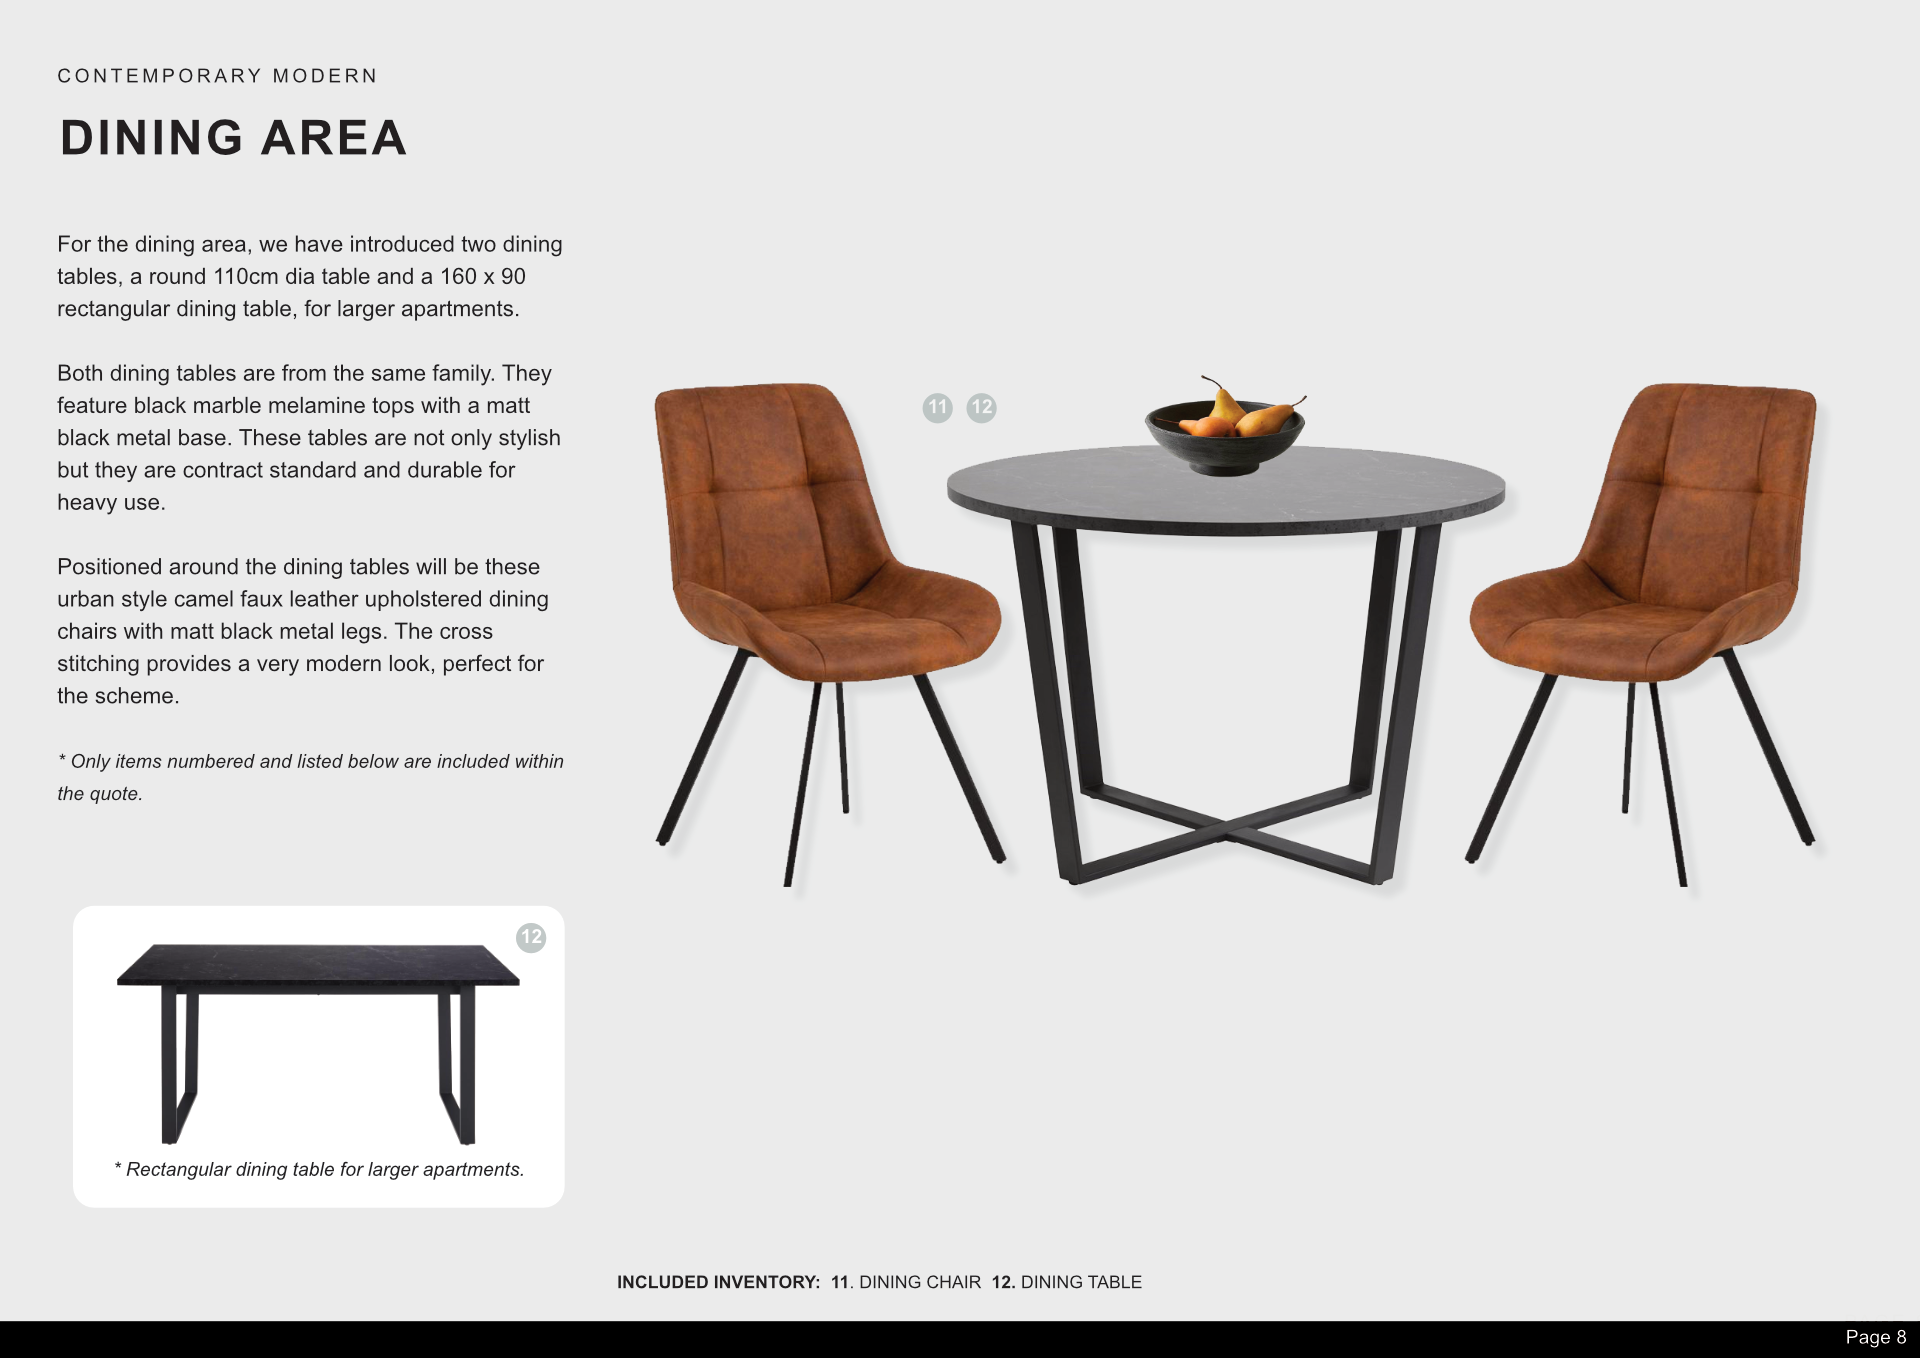 CONTEMPORARY MODERN
DINING AREA
For the dining area, we have introduced two dining
tables, a round 110cm dia table and a 160 x 90
rectangular dining table, for larger apartments.
Both dining tables are from the same family. They
feature black marble melamine tops with a matt
black metal base. These tables are not only stylish
but they are contract standard and durable for
heavy use.
Positioned around the dining tables will be these
urban style camel faux leather upholstered dining
chairs with matt black metal legs. The cross
stitching provides a very modern look, perfect for
the scheme.
* Only items numbered and listed below are included within
the quote.
11 12
12
* Rectangular dining table for larger apartments.
INCLUDED INVENTORY: 11. DINING CHAIR 12. DINING TABLE
Page 8